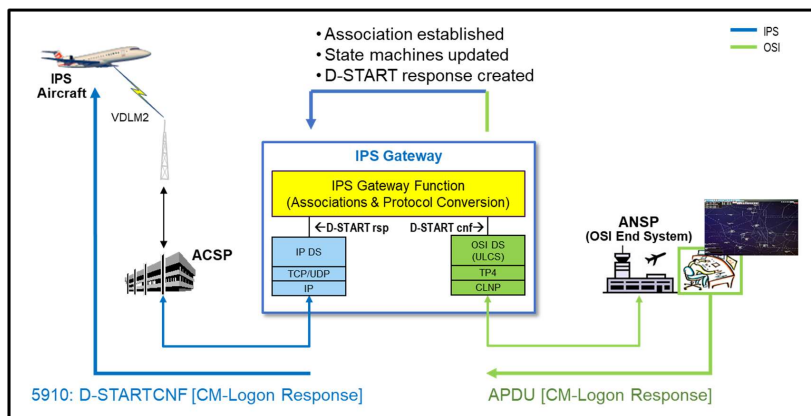 • Association established
• State machines updated
• D-START response created
IPS
OSI
IPS
Aircraft
VDLM2
IPS Gateway
IPS Gateway Function
(Associations & Protocol Conversion)
←D-START rsp
D-START cnf→
ACSP
IP DS
TCP/UDP
IP
OSI DS
(ULCS)
TP4
CLNP
ANSP
(OSI End System)
5910: D-STARTCNF [CM-Logon Response]
APDU [CM-Logon Response]